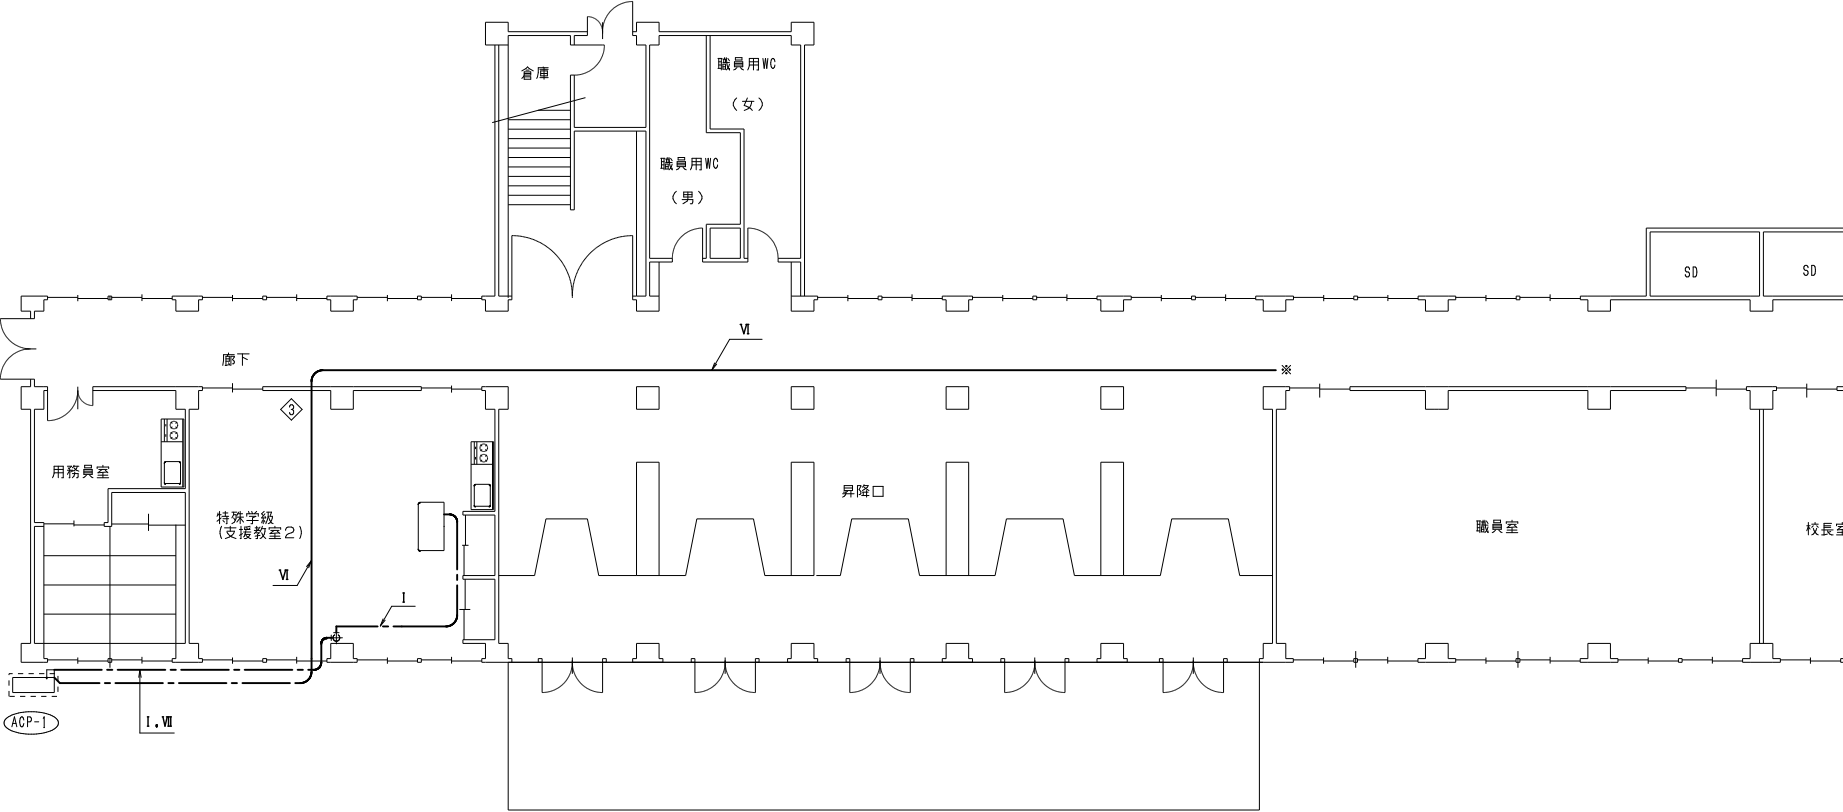 倉庫
職員用WC
(女)
職員用WC
(男)
SD
SD
Ⅵ
※
廊下
3
用務員室
特殊学級
(支援教室2)
昇降口
職員室
校長室
Ⅵ
Ⅰ
ACP-1
Ⅰ.Ⅶ